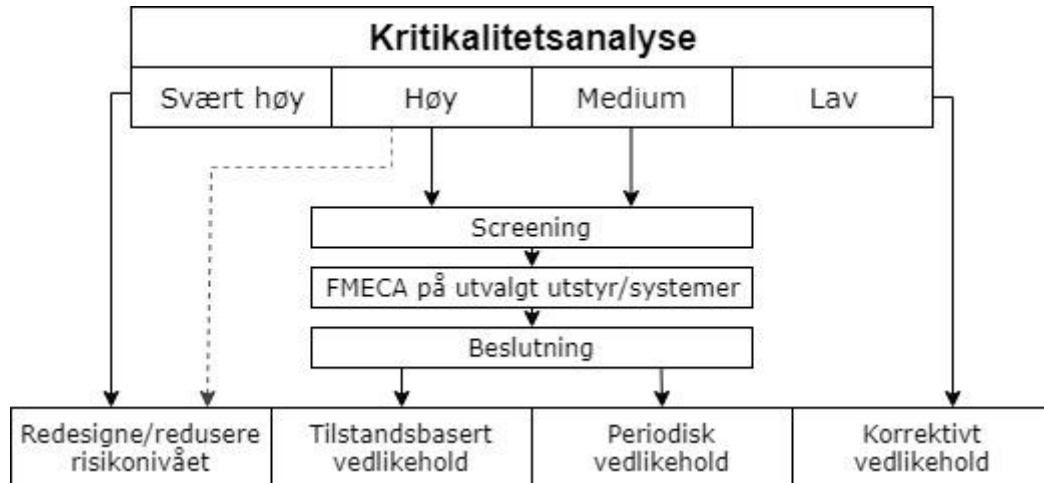 Kritikalitetsanalyse
Svært høy
Høy
Medium
Lav
Screening
FMECA på utvalgt utstyr/systemer
Beslutning
Redesigne/redusere
risikonivået
Tilstandsbasert
vedlikehold
Periodisk
vedlikehold
Korrektivt
vedlikehold